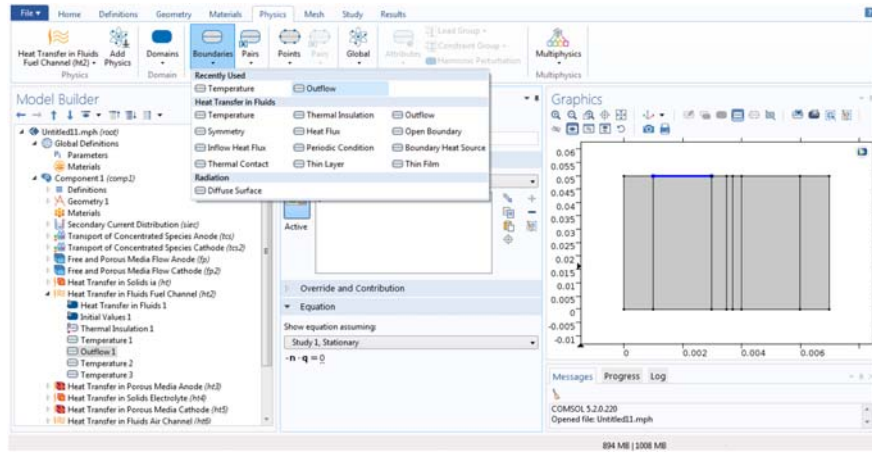 File Home Definitions Geometry Materials Physics Mesh Study Results
Heat Transfer in Fluids Fuel Channel (ht2)
Add Physics
Domains
Boundaries
Pairs
Points
Pairs
Global
Attributes
Load Group
Constraint Group
Harmonic Perturbation
Multiphysics
Physics Domain Multiphysics
Recently Used
Temperature Outflow
Heat Transfer in Fluids
Temperature Thermal Insulation Outflow
Symmetry Heat Flux Open Boundary
Inflow Heat Flux Periodic Condition Boundary Heat Source
Thermal Contact Thin Layer Thin Film
Radiation
Diffuse Surface
Model Builder
Untitled11.mph (root)
Global Definitions
Pi Parameters
Materials
Component 1 (comp1)
Definitions
Geometry 1
Materials
Secondary Current Distribution (siec)
Transport of Concentrated Species Anode (tcs)
Transport of Concentrated Species Cathode (tcs2)
Free and Porous Media Flow Anode (fp)
Free and Porous Media Flow Cathode (fp2)
Heat Transfer in Solids ia (ht)
Heat Transfer in Fluids Fuel Channel (ht2)
Heat Transfer in Fluids 1
Initial Values 1
Thermal Insulation 1
Temperature 1
Outflow 1
Temperature 2
Temperature 3
Heat Transfer in Porous Media Anode (ht3)
Heat Transfer in Solids Electrolyte (ht4)
Heat Transfer in Porous Media Cathode (ht5)
Heat Transfer in Fluids Air Channel (ht6)
Active
Override and Contribution
Equation
Show equation assuming:
Study 1, Stationary
-n · q = 0
Graphics
0.06
0.055
0.05
0.045
0.04
0.035
0.03
0.025
0.02
0.015
0.01
0.005
0
-0.005
-0.01
0 0.002 0.004 0.006
Messages Progress Log
COMSOL 5.2.0.220
Opened file: Untitled11.mph
894 MB | 1008 MB